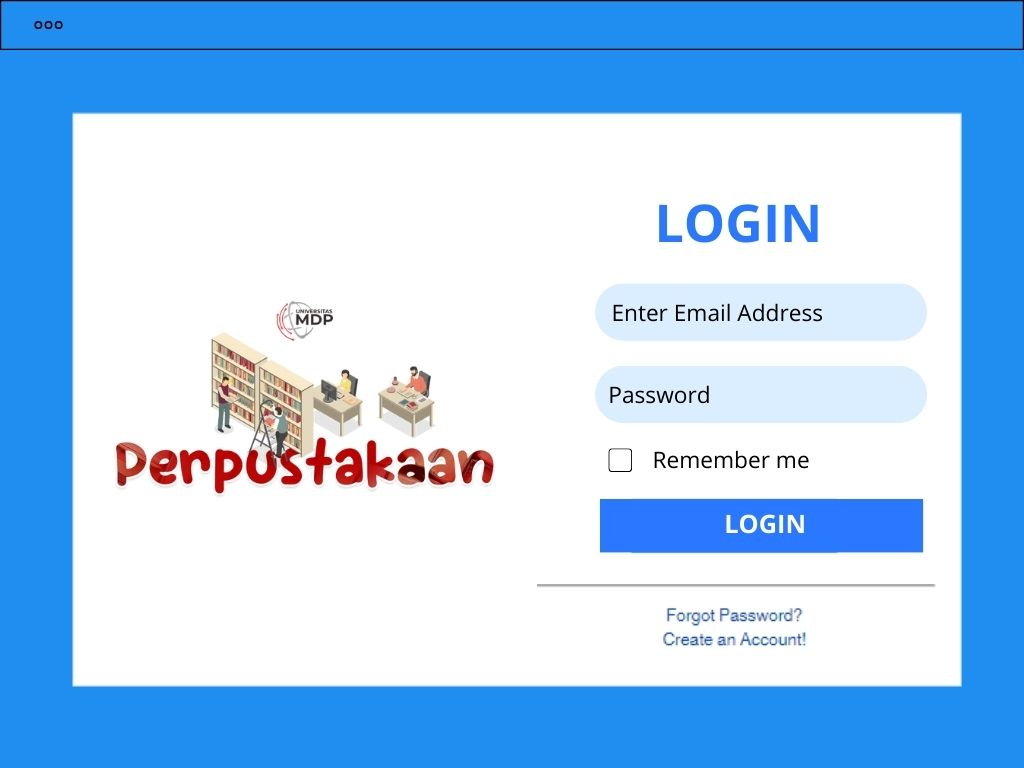 UNIVERSITAS
MDP
Perpustakaan
LOGIN
Enter Email Address
Password
Remember me
LOGIN
Forgot Password?
Create an Account!